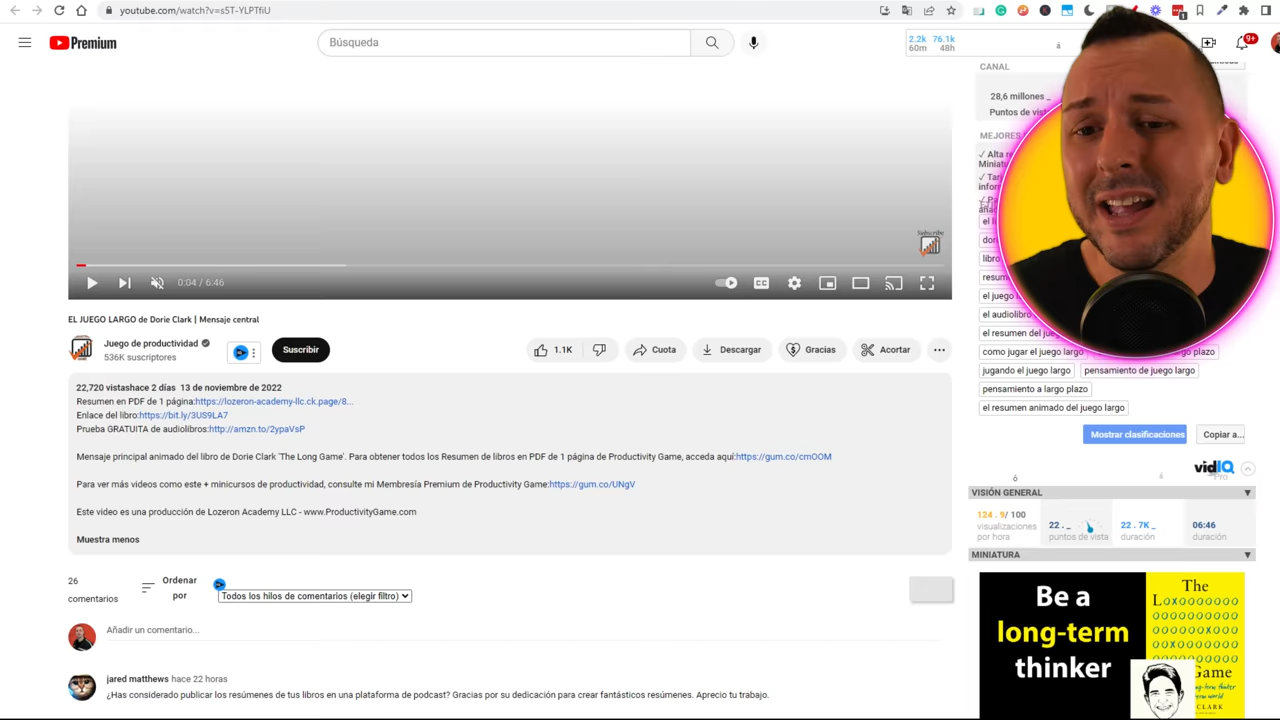 youtube.com/watch?v=s5T-YLPTfiU
Premium
Búsqueda
2.2k 76.1k
60m 48h
á
9+
CANAL
28,6 millones _
Puntos de
MEJORES
✓ Alta
Subscribe
0:04 / 6:46
EL JUEGO LARGO de Dorie Clark | Mensaje central
Juego de productividad
536K suscriptores
Suscribir
1.1K
Cuota
Descargar
Gracias
Acortar
22,720 vistashace 2 días 13 de noviembre de 2022
Resumen en PDF de 1 página:https://lozeron-academy-llc.ck.page/8...
Enlace del libro:https://bit.ly/3US9LA7
Prueba GRATUITA de audiolibros:http://amzn.to/2ypaVsP
Mensaje principal animado del libro de Dorie Clark 'The Long Game'. Para obtener todos los Resumen de libros en PDF de 1 página de Productivity Game, acceda aquí:https://gum.co/cmOOM
Para ver más videos como este + minicursos de productividad, consulte mi Membresía Premium de Productivity Game:https://gum.co/UNgV
Este video es una producción de Lozeron Academy LLC - www.ProductivityGame.com
Muestra menos
26 comentarios
Ordenar por
Todos los hilos de comentarios (elegir filtro)
Añadir un comentario...
jared matthews hace 22 horas
¿Has considerado publicar los resúmenes de tus libros en una plataforma de podcast? Gracias por su dedicación para crear fantásticos resúmenes. Aprecio tu trabajo.
el audiolibro
el resumen del
como jugar el juego largo
plazo
jugando el juego largo
pensamiento de juego largo
pensamiento a largo plazo
el resumen animado del juego largo
Mostrar clasificaciones
Copiar a...
vidIQ
Pro
ó
á
VISIÓN GENERAL
124 . 9/ 100
visualizaciones por hora
22 . _
puntos de vista
22 . 7K _
duración
06:46
duración
MINIATURA
Be a
long-term
thinker
The
Game
CLARK